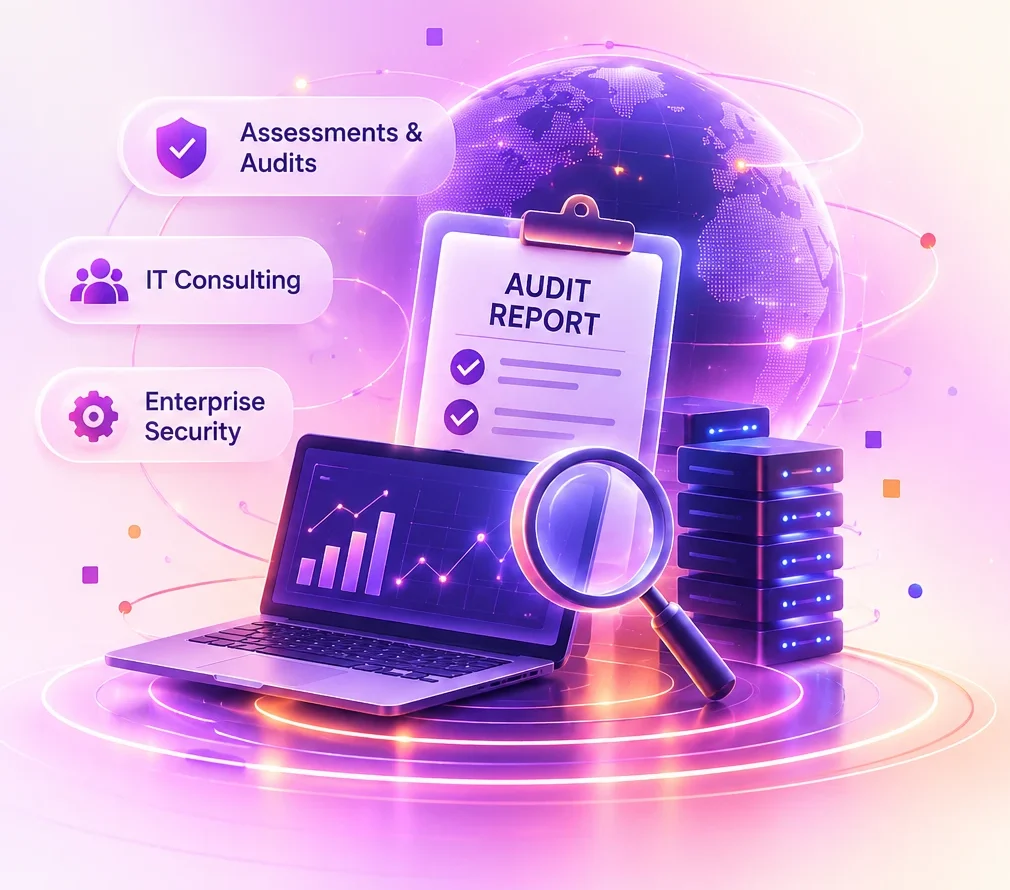 Assessments &
Audits
IT Consulting
Enterprise
Security
AUDIT
REPORT